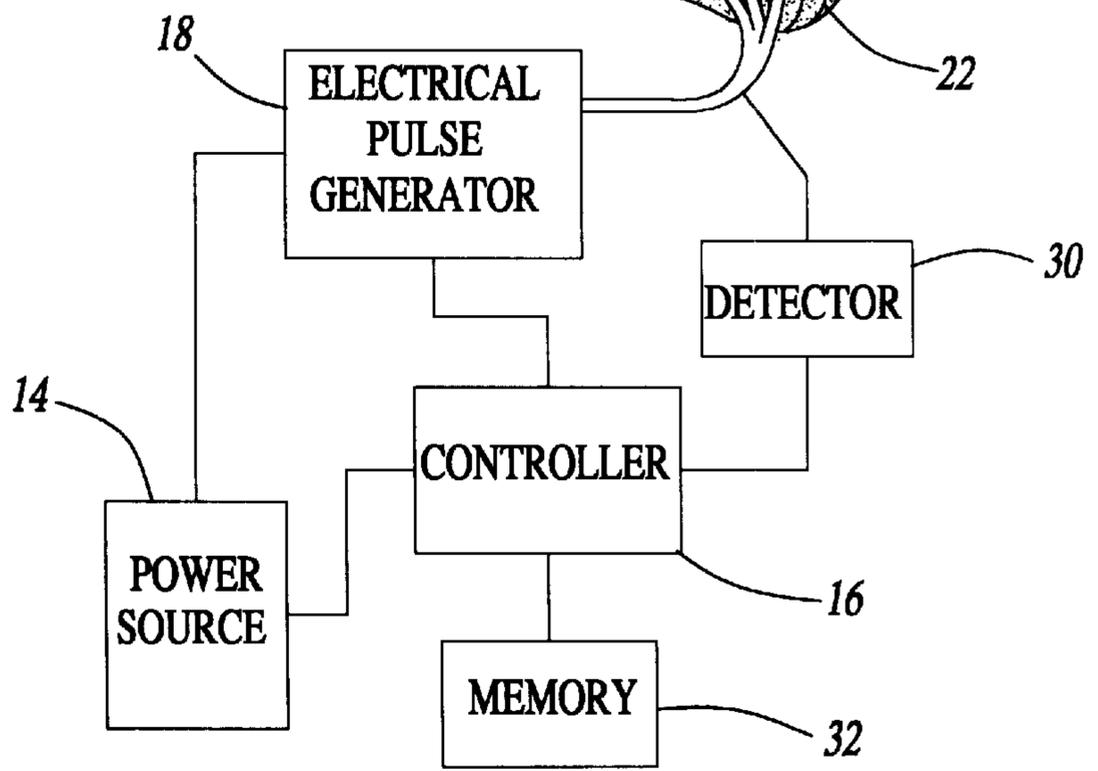 18
22
ELECTRICAL
PULSE
GENERATOR
30
DETECTOR
14
CONTROLLER
POWER
SOURCE
16
MEMORY
32